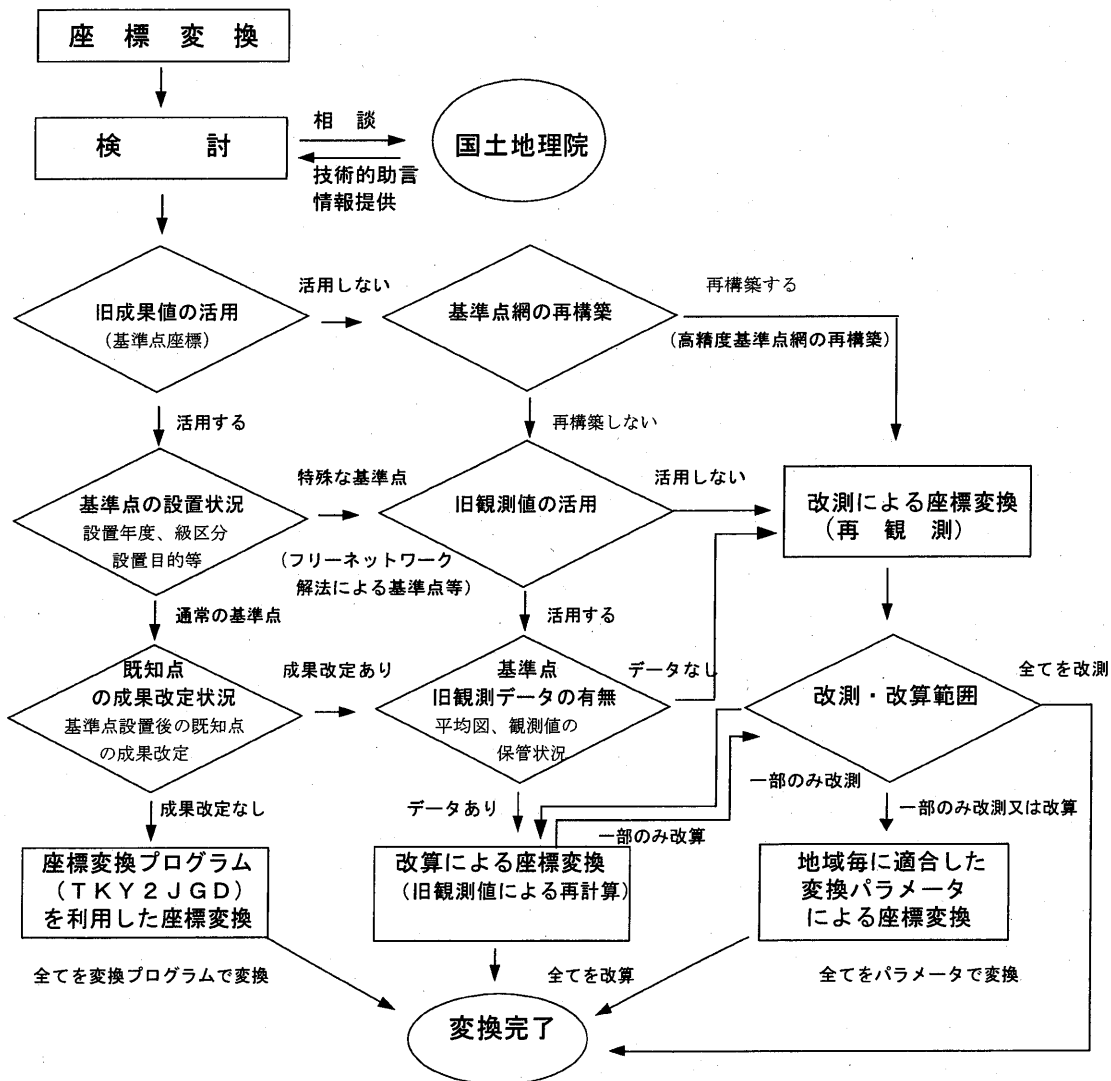 座標変換
検討
相談
国土地理院
技術的助言
情報提供
旧成果値の活用
(基準点座標)
活用しない
基準点網の再構築
再構築する
(高精度基準点網の再構築)
活用する
再構築しない
基準点の設置状況
設置年度、級区分
設置目的等
特殊な基準点
(フリーネットワーク
解法による基準点等)
旧観測値の活用
活用しない
改測による座標変換
(再観測)
通常の基準点
活用する
既知点
の成果改定状況
基準点設置後の既知点
の成果改定
成果改定あり
基準点
旧観測データの有無
平均図、観測値の
保管状況
データなし
改測・改算範囲
全てを改測
成果改定なし
データあり
一部のみ改算
一部のみ改測
一部のみ改測又は改算
座標変換プログラム
(TKY2JGD)
を利用した座標変換
改算による座標変換
(旧観測値による再計算)
地域毎に適合した
変換パラメータ
による座標変換
全てを変換プログラムで変換
全てを改算
全てをパラメータで変換
変換完了